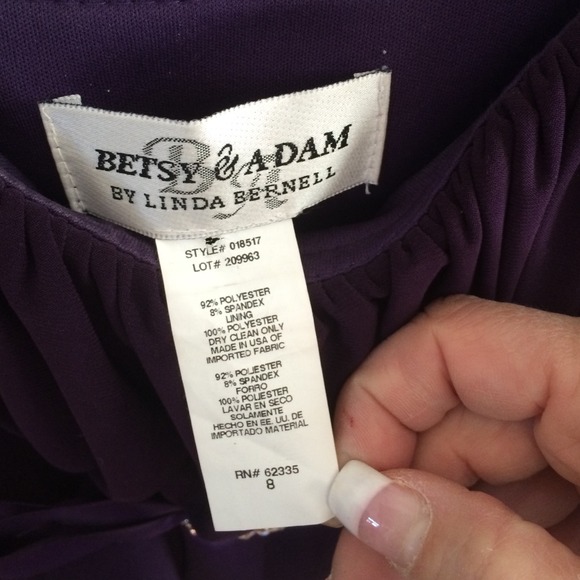 BETSY & ADAM
BY LINDA BERNELL
STYLE# 018517
LOT# 209963
92% POLYESTER
8% SPANDEX
LINING
100% POLYESTER
DRY CLEAN ONLY
MADE IN USA OF
IMPORTED FABRIC
92% POLIESTER
8% SPANDEX
FORRO
100% POLIESTER
LAVAR EN SECO
SOLAMENTE
HECHO EN EE. UU. DE
IMPORTADO MATERIAL
RN# 62335
8